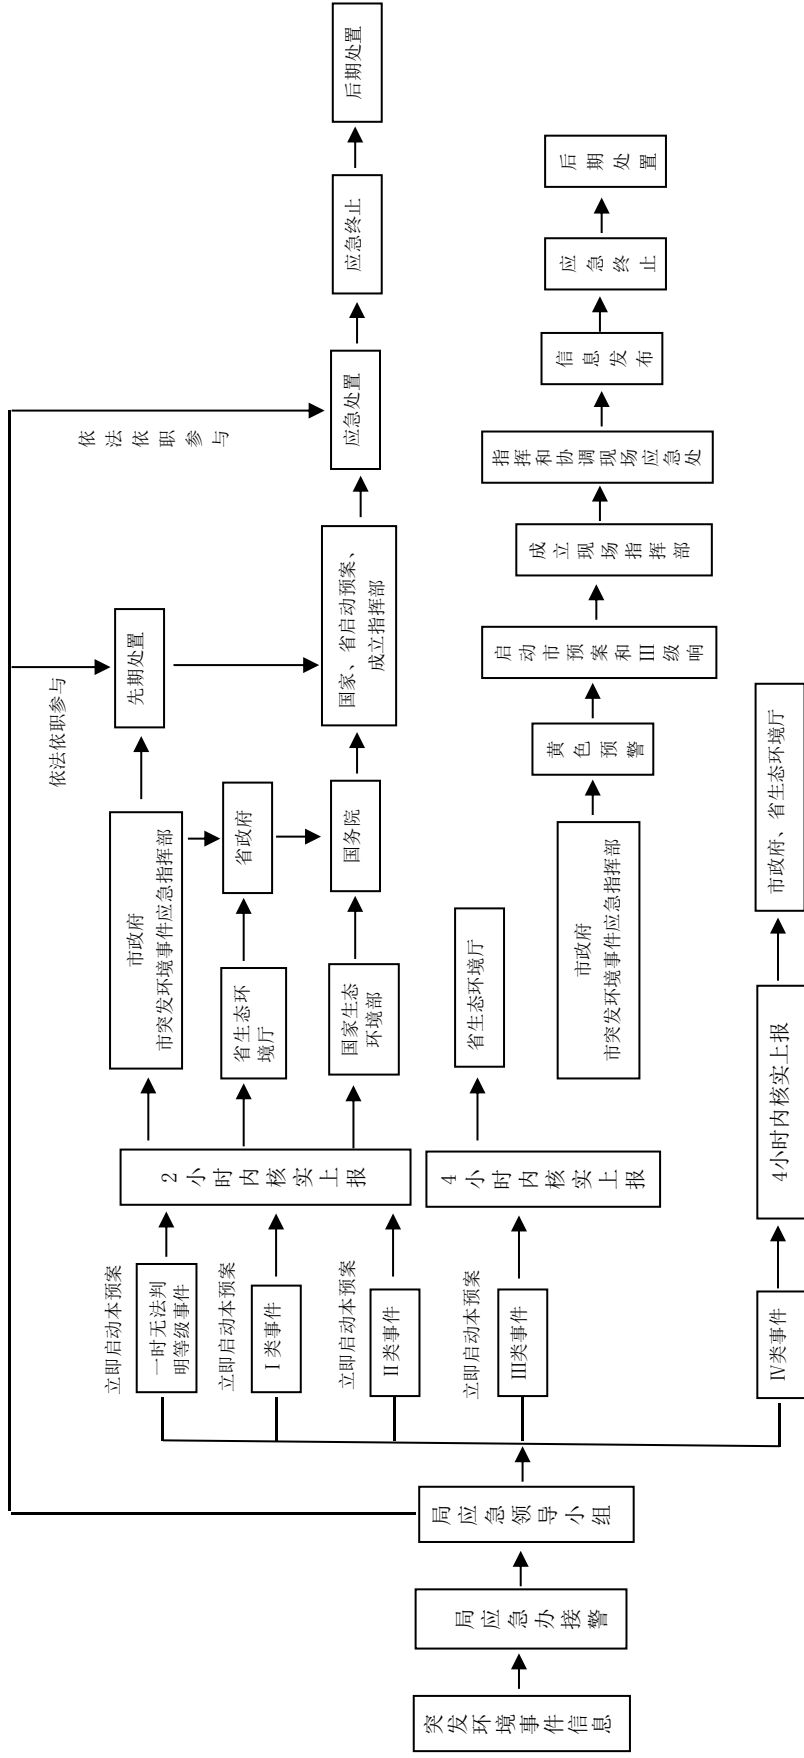 突发环境事件信息
局应急办接警
局应急领导小组
立即启动本预案
一时无法判
明等级事件
立即启动本预案
Ⅰ类事件
立即启动本预案
Ⅱ类事件
立即启动本预案
Ⅲ类事件
Ⅳ类事件
2小时内核实上报
4小时内核实上报
4小时内核实上报
市政府
市突发环境事件应急指挥部
省生态环
境厅
国家生态
环境部
省生态环境厅
市政府
市突发环境事件应急指挥部
市政府、省生态环境厅
省政府
国务院
依法依职参与
先期处置
国家、省启动预案、
成立指挥部
黄色预警
启动市预案和Ⅲ级响
成立现场指挥部
指挥和协调现场应急处
依法依职参与
应急处置
应急终止
后期处置
信息发布
应急终止
后期处置